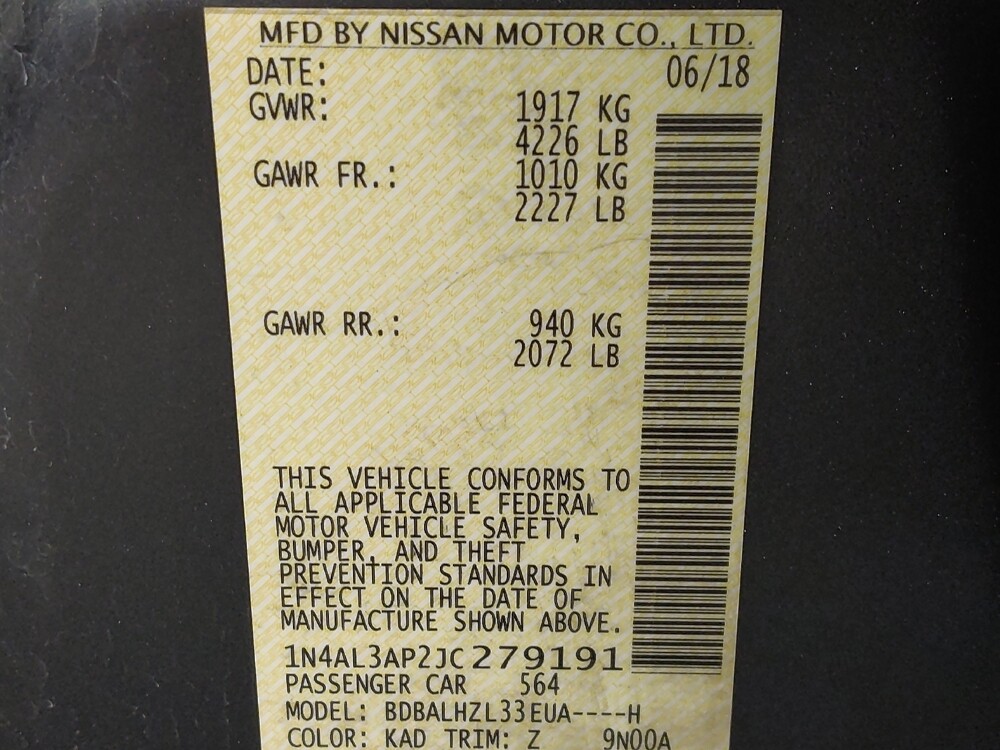 MFD BY NISSAN MOTOR CO., LTD.
DATE: 06/18
GVWR: 1917 KG
4226 LB
GAWR FR.: 1010 KG
2227 LB
GAWR RR.: 940 KG
2072 LB
THIS VEHICLE CONFORMS TO
ALL APPLICABLE FEDERAL
MOTOR VEHICLE SAFETY,
BUMPER, AND THEFT
PREVENTION STANDARDS IN
EFFECT ON THE DATE OF
MANUFACTURE SHOWN ABOVE.
1N4AL3AP2JC279191
PASSENGER CAR 564
MODEL: BDBALHZL33EUA----H
COLOR: KAD TRIM: Z 9N00A